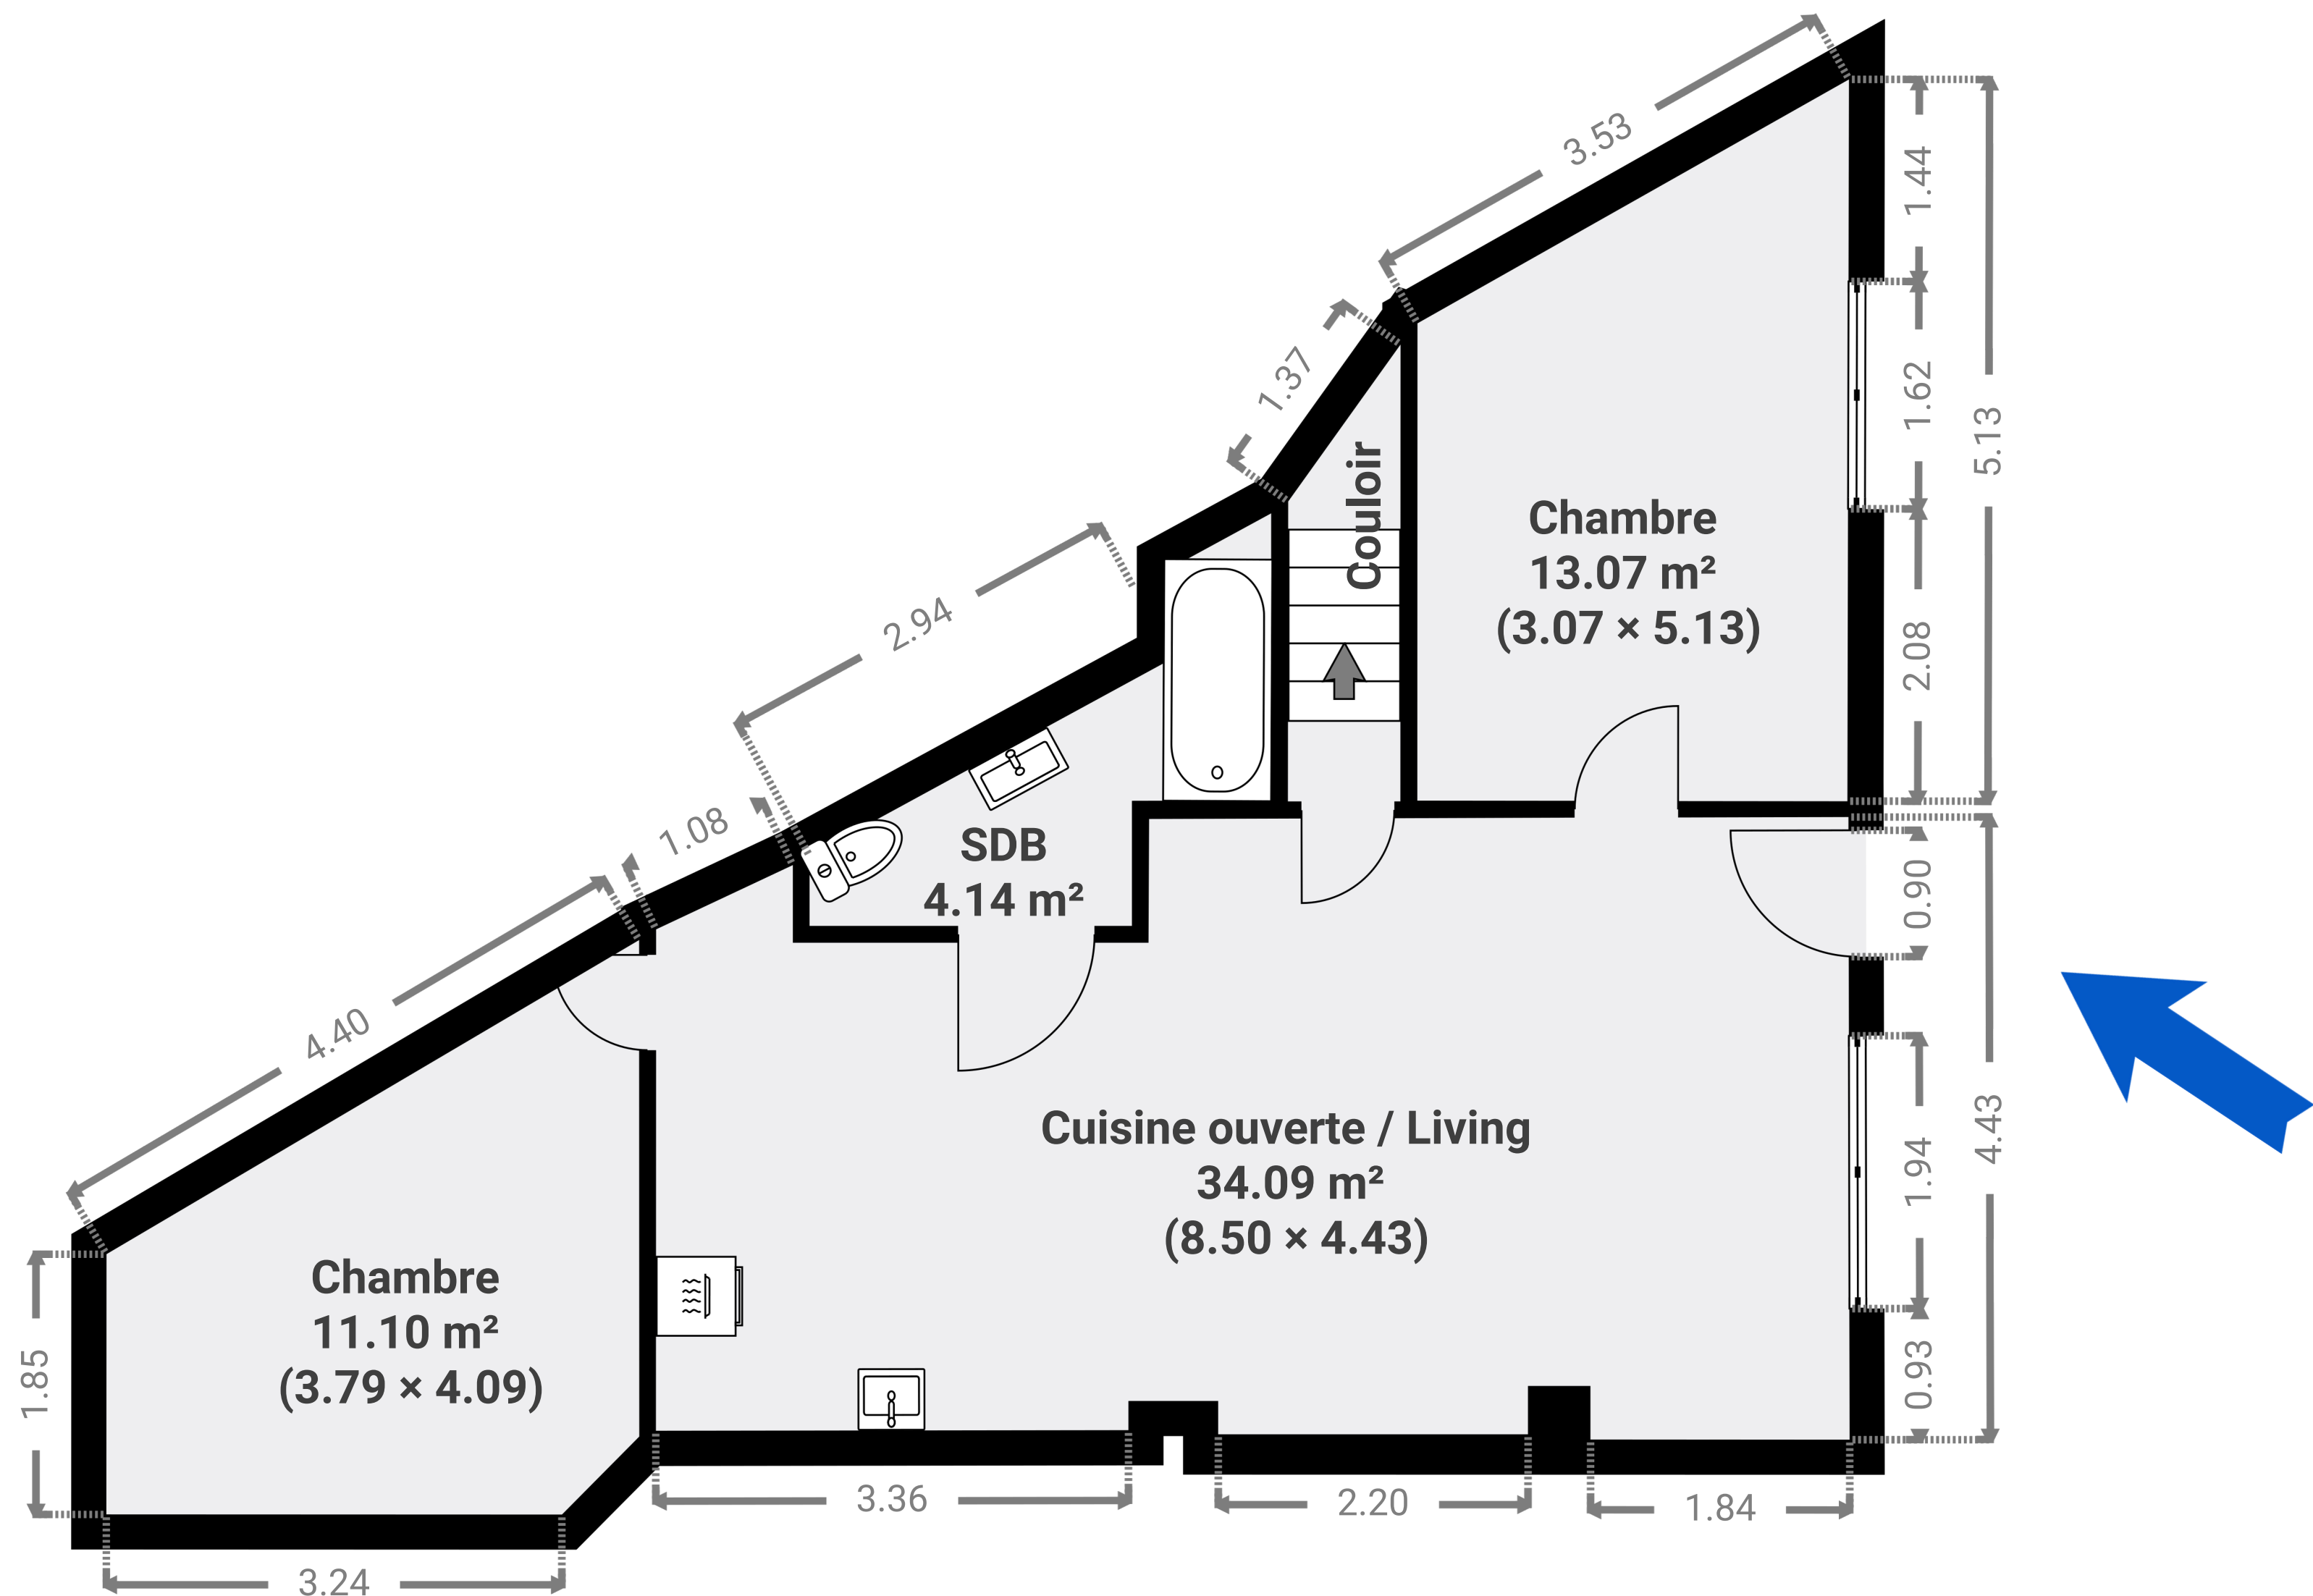 3.53
1.44
1.37
1.62
5.13
Couloir
Chambre
13.07 m²
(3.07 × 5.13)
2.94
2.08
1.08
SDB
4.14 m²
0.90
4.40
Cuisine ouverte / Living
34.09 m²
(8.50 × 4.43)
4.43
1.94
Chambre
11.10 m²
(3.79 × 4.09)
1.85
0.93
3.36
2.20
1.84
3.24